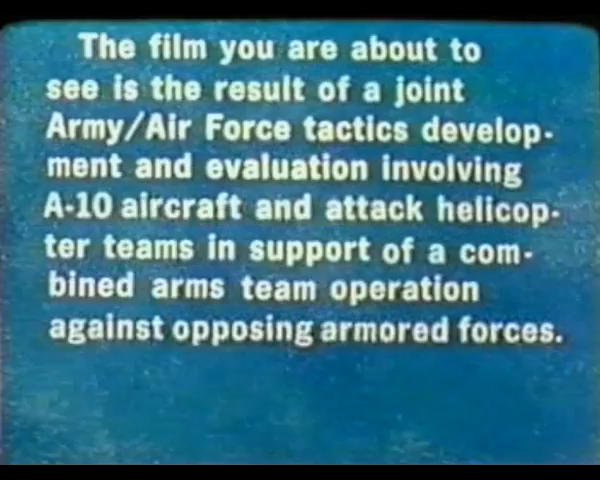 The film you are about to
see is the result of a joint
Army/Air Force tactics develop-
ment and evaluation involving
A-10 aircraft and attack helicop-
ter teams in support of a com-
bined arms team operation
against opposing armored forces.